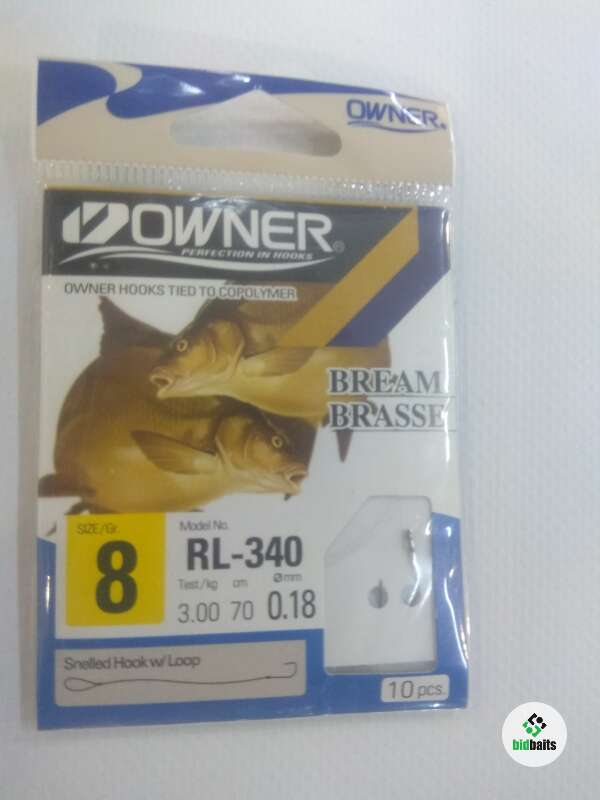 OWNER®
OWNER®
PERFECTION IN HOOKS
OWNER HOOKS TIED TO COPOLYMER
BREAM
BRASSE
SIZE/Gr.
8
Model No.
RL-340
Test/kg cm Ømm
3.00 70 0.18
Snelled Hook w/ Loop
10 pcs.
bidbaits